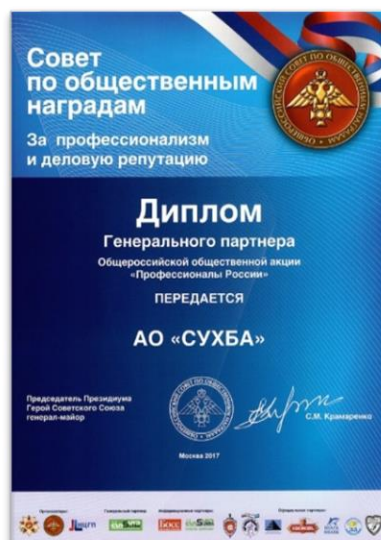 Совет
по общественным
наградам
За профессионализм
и деловую репутацию
Диплом
Генерального партнера
Общероссийской общественной акции
«Профессионалы России»
ПЕРЕДАЕТСЯ
АО «СУХБА»
Председатель Президиума
Герой Советского Союза
генерал-майор
С.М. Крамаренко
Москва 2017